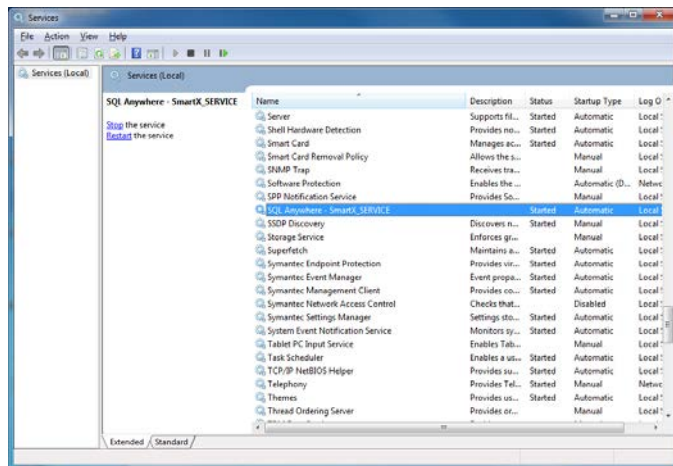 Services
File Action View Help
Services (Local)
Services (Local)
SQL Anywhere - SmartX_SERVICE
Stop the service
Restart the service
Name Description Status Startup Type Log O
Server Supports fil... Started Automatic Local
Shell Hardware Detection Provides no... Started Automatic Local
Smart Card Manages ac... Started Automatic Local
Smart Card Removal Policy Allows the s... Manual Local
SNMP Trap Receives tra... Manual Local
Software Protection Enables the ... Automatic (D... Netwo
SPP Notification Service Provides So... Manual Local
SQL Anywhere - SmartX_SERVICE Started Automatic Local
SSDP Discovery Discovers n... Started Manual Local
Storage Service Enforces gr... Manual Local
Superfetch Maintains a... Started Automatic Local
Symantec Endpoint Protection Provides vir... Started Automatic Local
Symantec Event Manager Event propa... Started Automatic Local
Symantec Management Client Provides co... Started Automatic Local
Symantec Network Access Control Checks that... Disabled Local
Symantec Settings Manager Settings sto... Started Automatic Local
System Event Notification Service Monitors sy... Started Automatic Local
Tablet PC Input Service Enables Tab... Manual Local
Task Scheduler Enables a us... Started Automatic Local
TCP/IP NetBIOS Helper Provides su... Started Automatic Local
Telephony Provides Tel... Started Manual Netwo
Themes Provides us... Started Automatic Local
Thread Ordering Server Provides or... Manual Local
Extended Standard